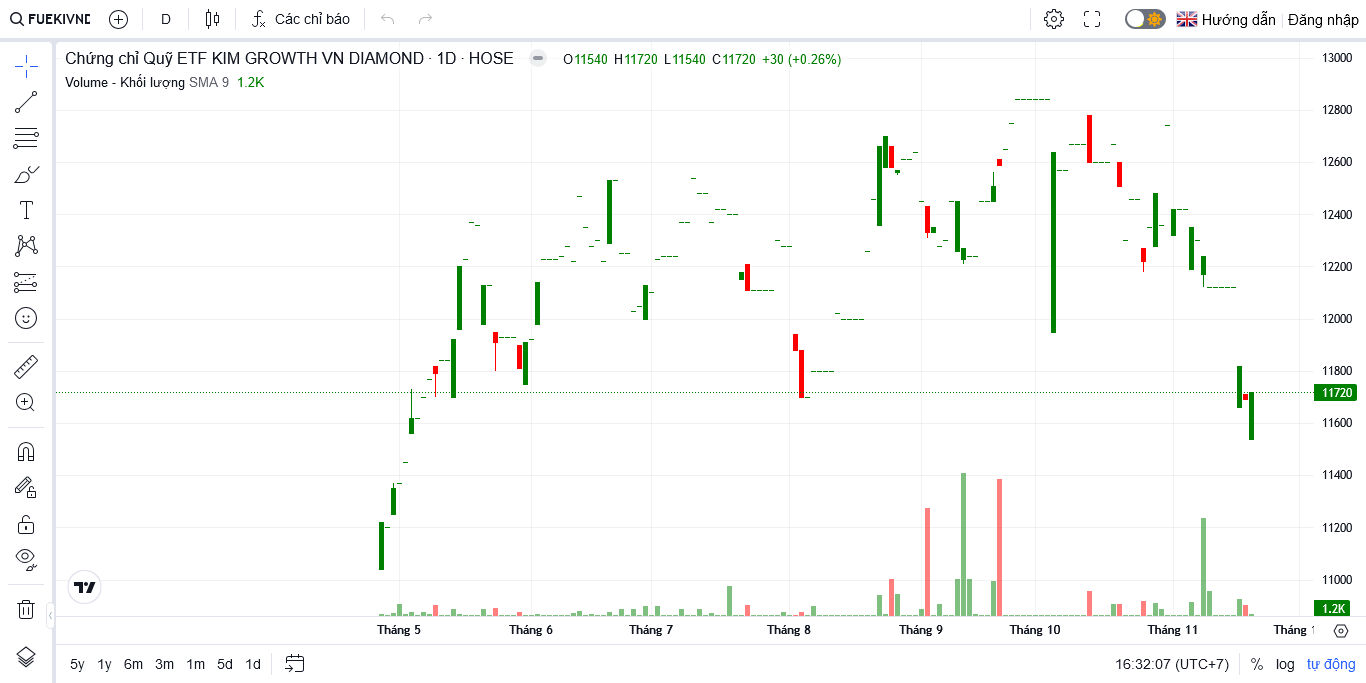 FUEKIVND D Các chỉ báo Hướng dẫn Đăng nhập
Chứng chỉ Quỹ ETF KIM GROWTH VN DIAMOND · 1D · HOSE O11540 H11720 L11540 C11720 +30 (+0.26%)
Volume - Khối lượng SMA 9 1.2K
13000
12800
12600
12400
12200
12000
11800
11720
11600
11400
11200
11000
1.2K
Tháng 5 Tháng 6 Tháng 7 Tháng 8 Tháng 9 Tháng 10 Tháng 11 Tháng 1
5y 1y 6m 3m 1m 5d 1d 16:32:07 (UTC+7) % log tự động